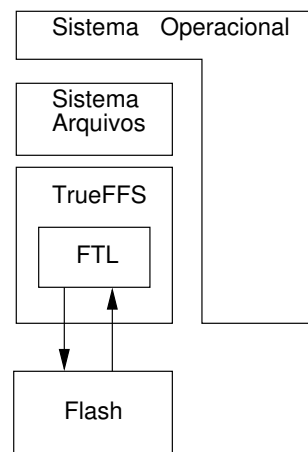 Sistema Operacional
Sistema
Arquivos
TrueFFS
FTL
Flash